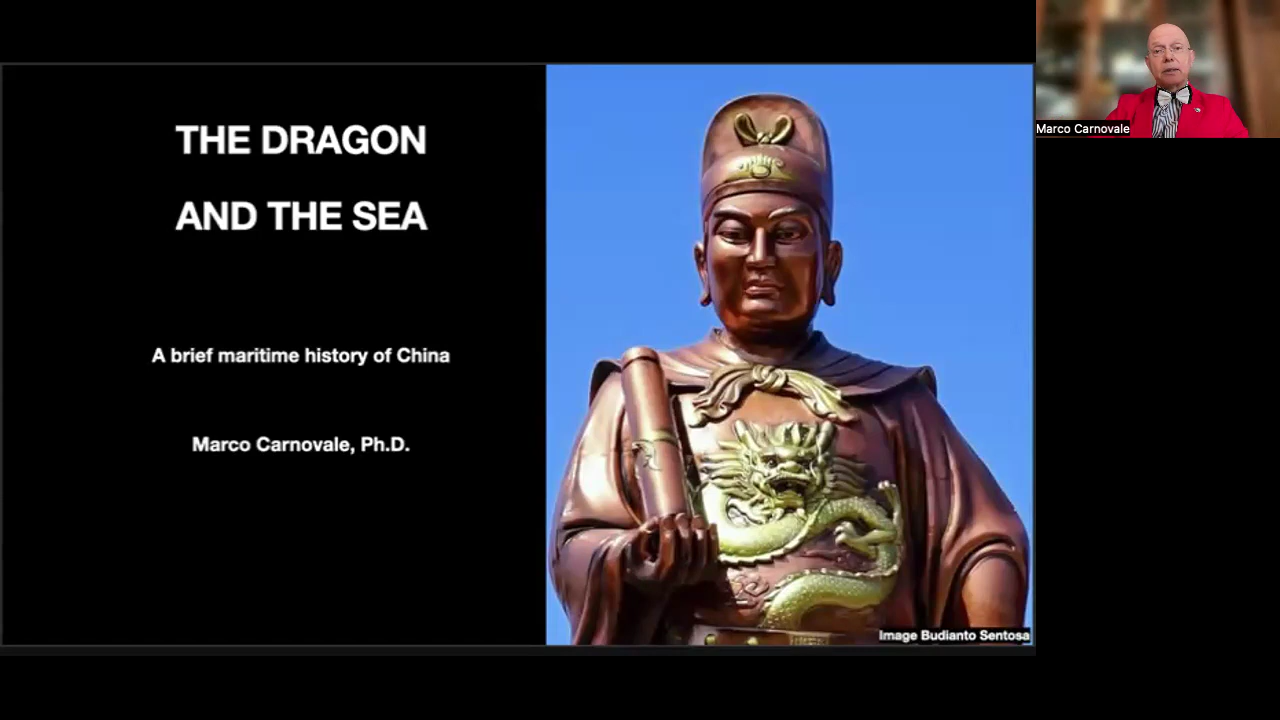 THE DRAGON
AND THE SEA
A brief maritime history of China
Marco Carnovale, Ph.D.
Image Budianto Sentosa
Marco Carnovale